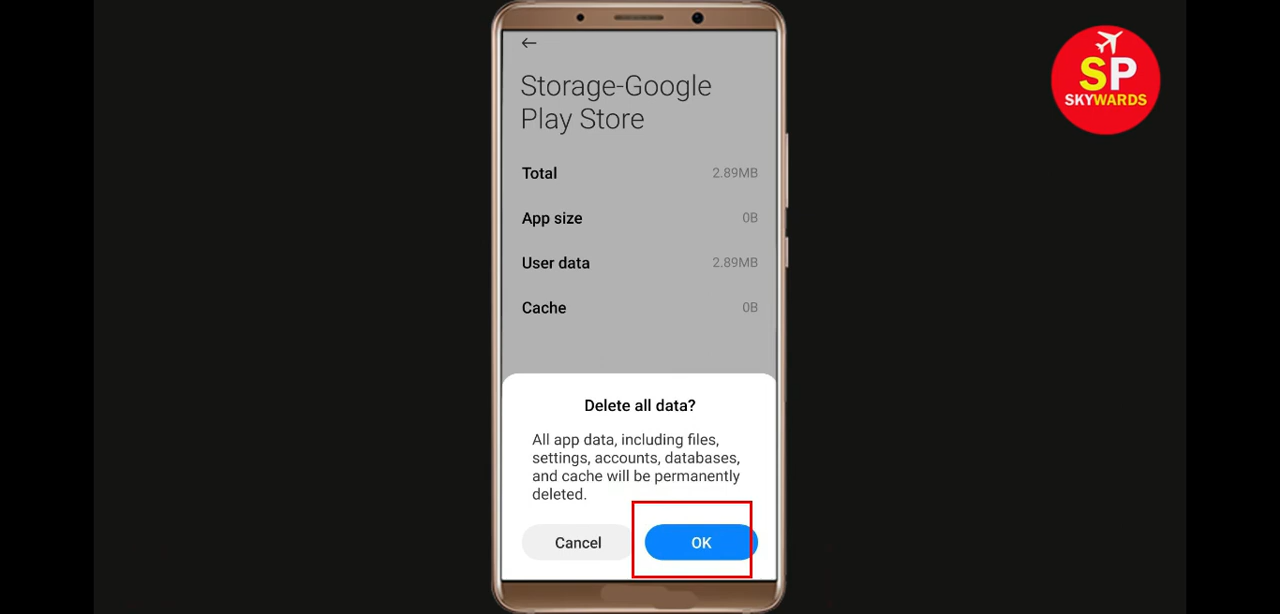 Storage-Google
Play Store
Total 2.89MB
App size 0B
User data 2.89MB
Cache 0B
Delete all data?
All app data, including files,
settings, accounts, databases,
and cache will be permanently
deleted.
Cancel OK
SP
SKYWARDS